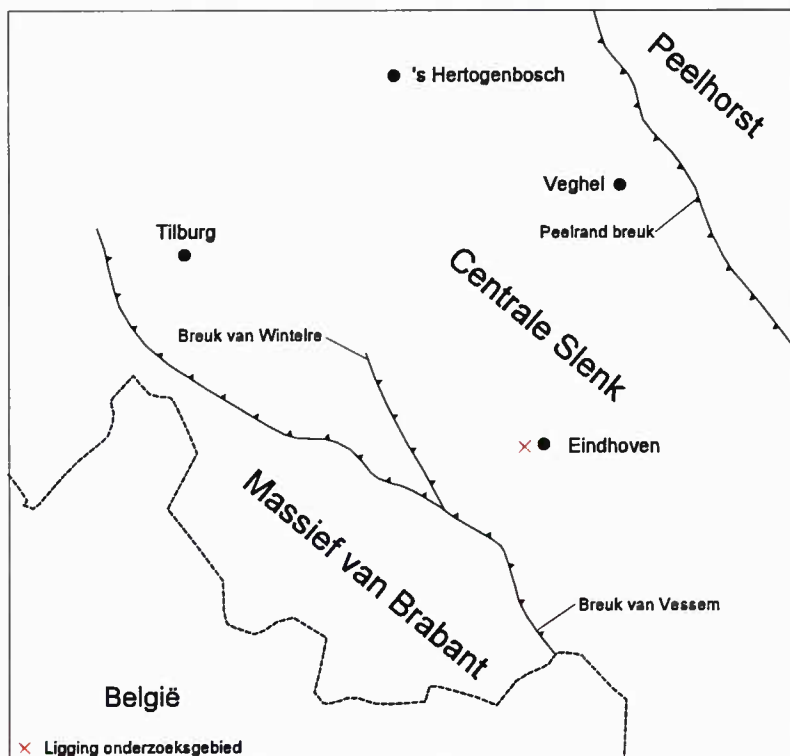 Peelhorst
's Hertogenbosch
Veghel
Peelrand breuk
Tilburg
Centrale Slenk
Breuk van Wintelre
Eindhoven
Massief van Brabant
Breuk van Vessem
België
Ligging onderzoeksgebied